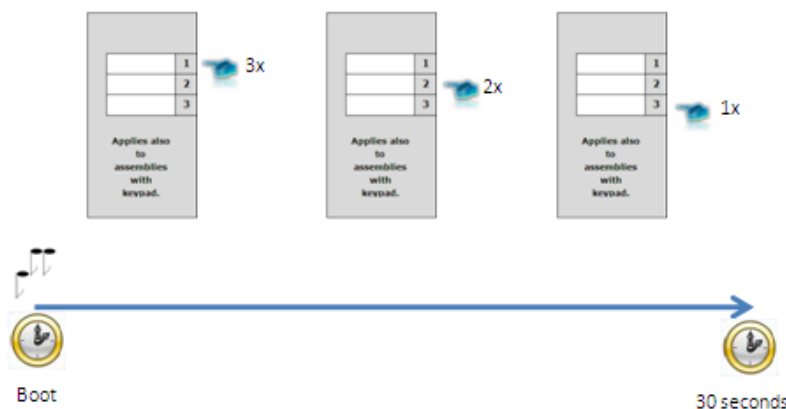 1
2
3
3x
Applies also
to
assemblies
with
keypad.
1
2
3
2x
Applies also
to
assemblies
with
keypad.
1
2
3
1x
Applies also
to
assemblies
with
keypad.
Boot
30 seconds